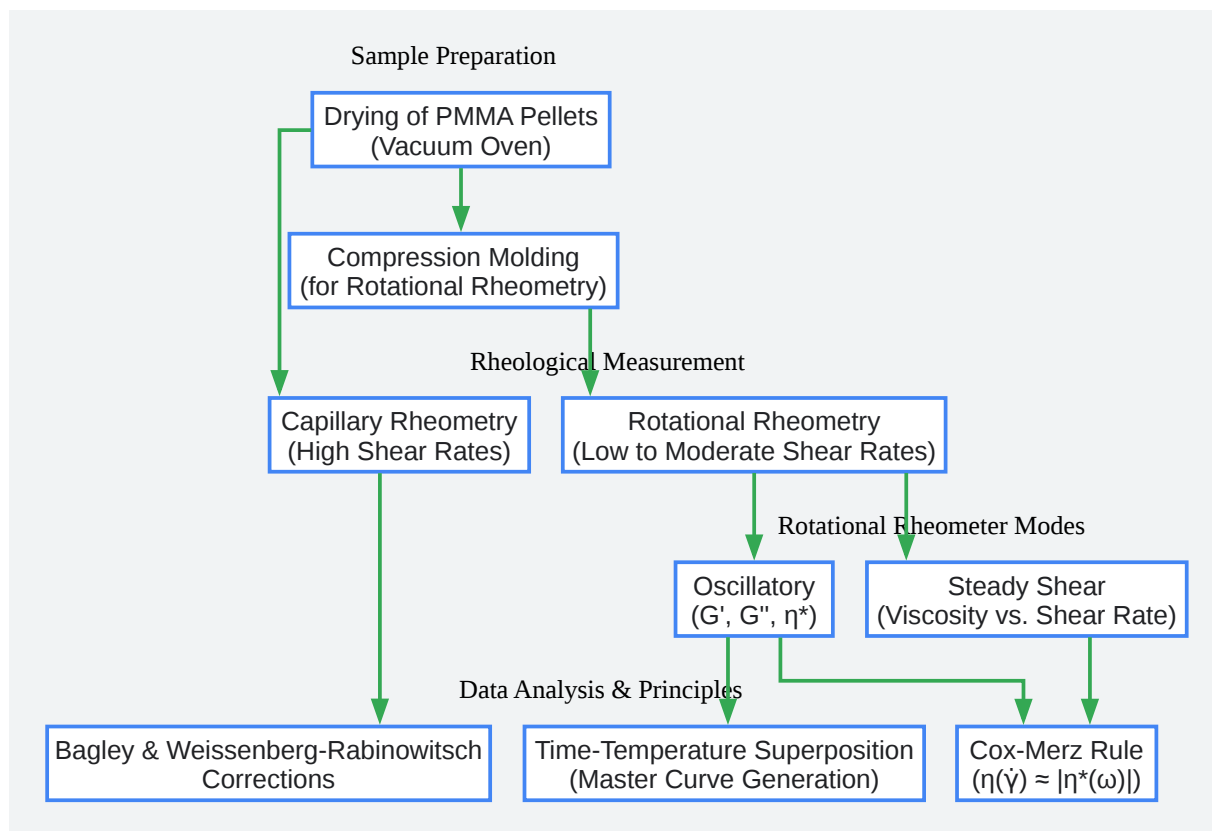 Sample Preparation
Drying of PMMA Pellets
(Vacuum Oven)
Compression Molding
(for Rotational Rheometry)
Rheological Measurement
Capillary Rheometry
(High Shear Rates)
Rotational Rheometry
(Low to Moderate Shear Rates)
Rotational Rheometer Modes
Oscillatory
(G', G'', η*)
Steady Shear
(Viscosity vs. Shear Rate)
Data Analysis & Principles
Bagley & Weissenberg-Rabinowitsch
Corrections
Time-Temperature Superposition
(Master Curve Generation)
Cox-Merz Rule
(η(γ̇) ≈ |η*(ω)|)